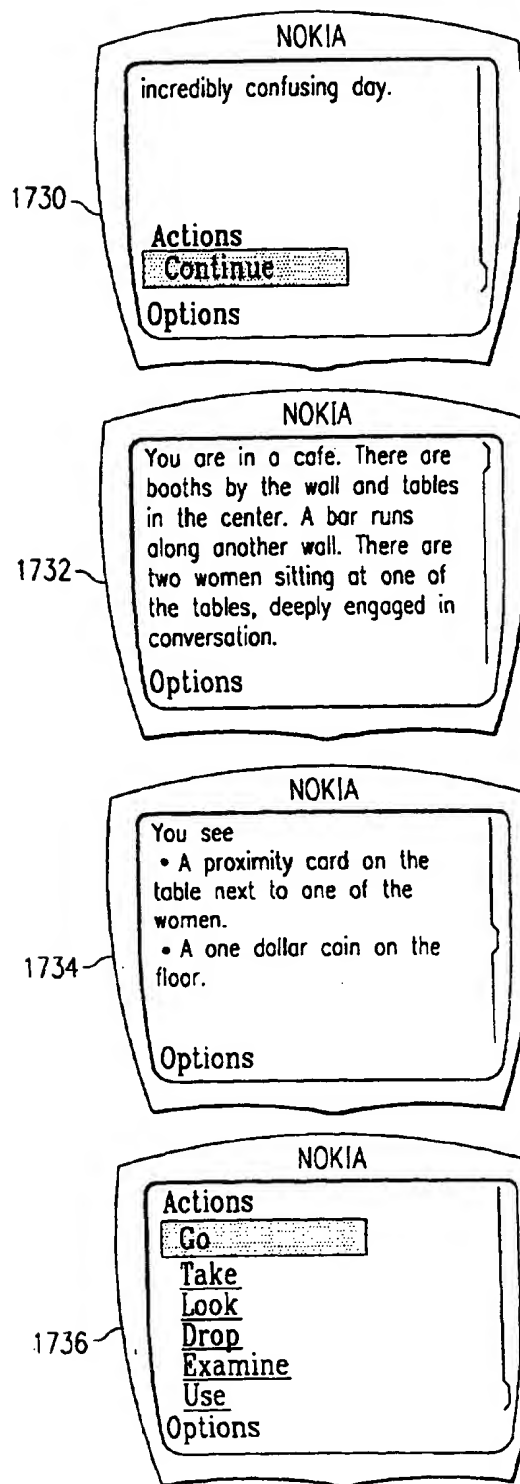 NOKIA
incredibly confusing day.
1730
Actions
Continue
Options
NOKIA
You are in a cafe. There are
booths by the wall and tables
in the center. A bar runs
along another wall. There are
1732
two women sitting at one of
the tables, deeply engaged in
conversation.
Options
NOKIA
You see
• A proximity card on the
table next to one of the
women.
• A one dollar coin on the
1734
floor.
Options
NOKIA
Actions
Go
Take
Look
Drop
1736
Examine
Use
Options